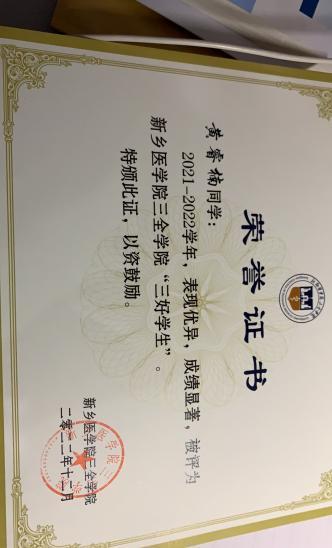 荣誉证书
黄睿楠同学：
2021-2022学年，表现优异，成绩显著，被评为
新乡医学院三全学院“三好学生”。
特颁此证，以资鼓励。
新乡医学院三全学院
二零二二年十二月